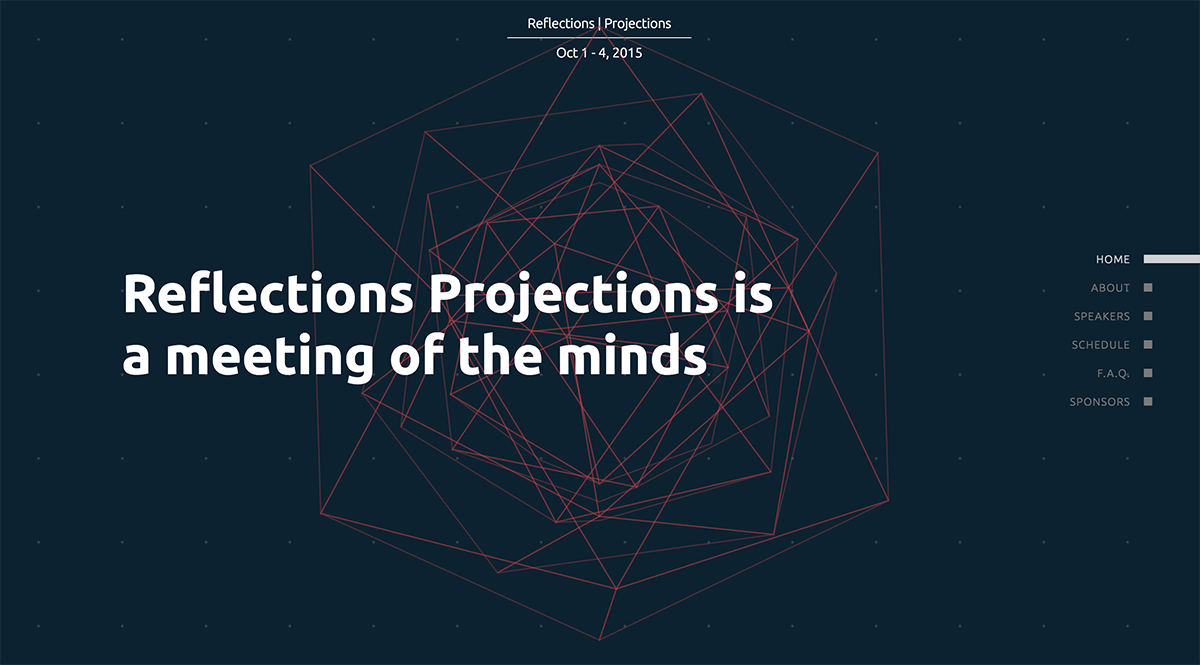 Reflections | Projections
Oct 1 - 4, 2015
Reflections Projections is
a meeting of the minds
HOME
ABOUT
SPEAKERS
SCHEDULE
F.A.Q.
SPONSORS